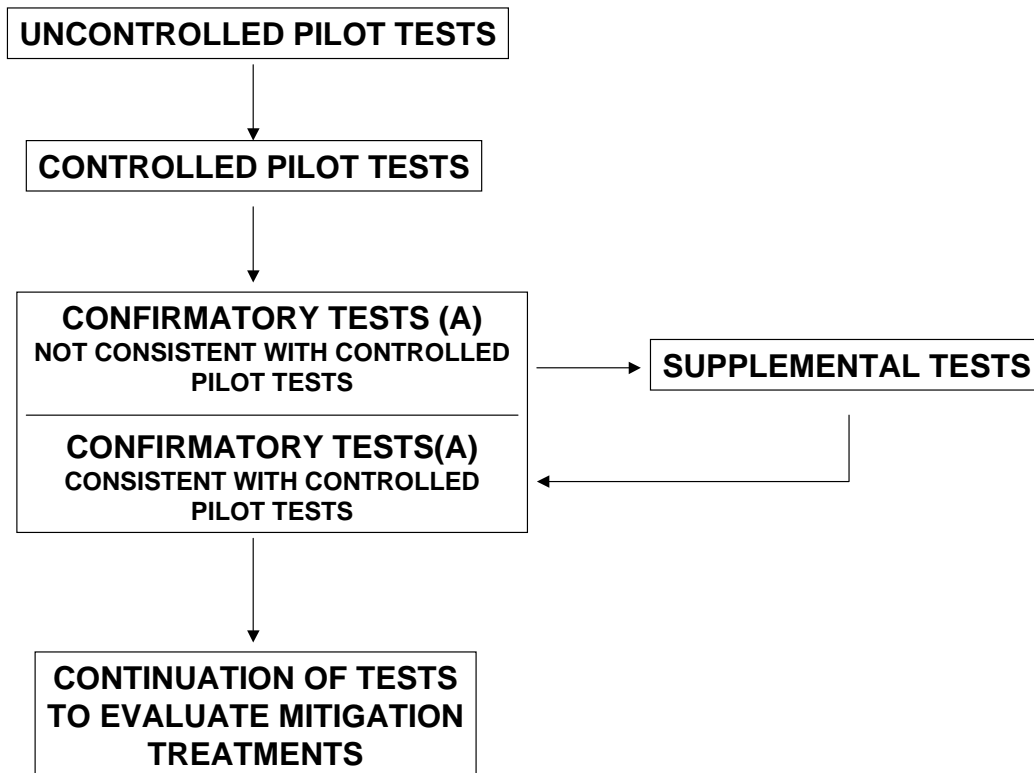 UNCONTROLLED PILOT TESTS
CONTROLLED PILOT TESTS
CONFIRMATORY TESTS (A)
NOT CONSISTENT WITH CONTROLLED
PILOT TESTS
SUPPLEMENTAL TESTS
CONFIRMATORY TESTS(A)
CONSISTENT WITH CONTROLLED
PILOT TESTS
CONTINUATION OF TESTS
TO EVALUATE MITIGATION
TREATMENTS